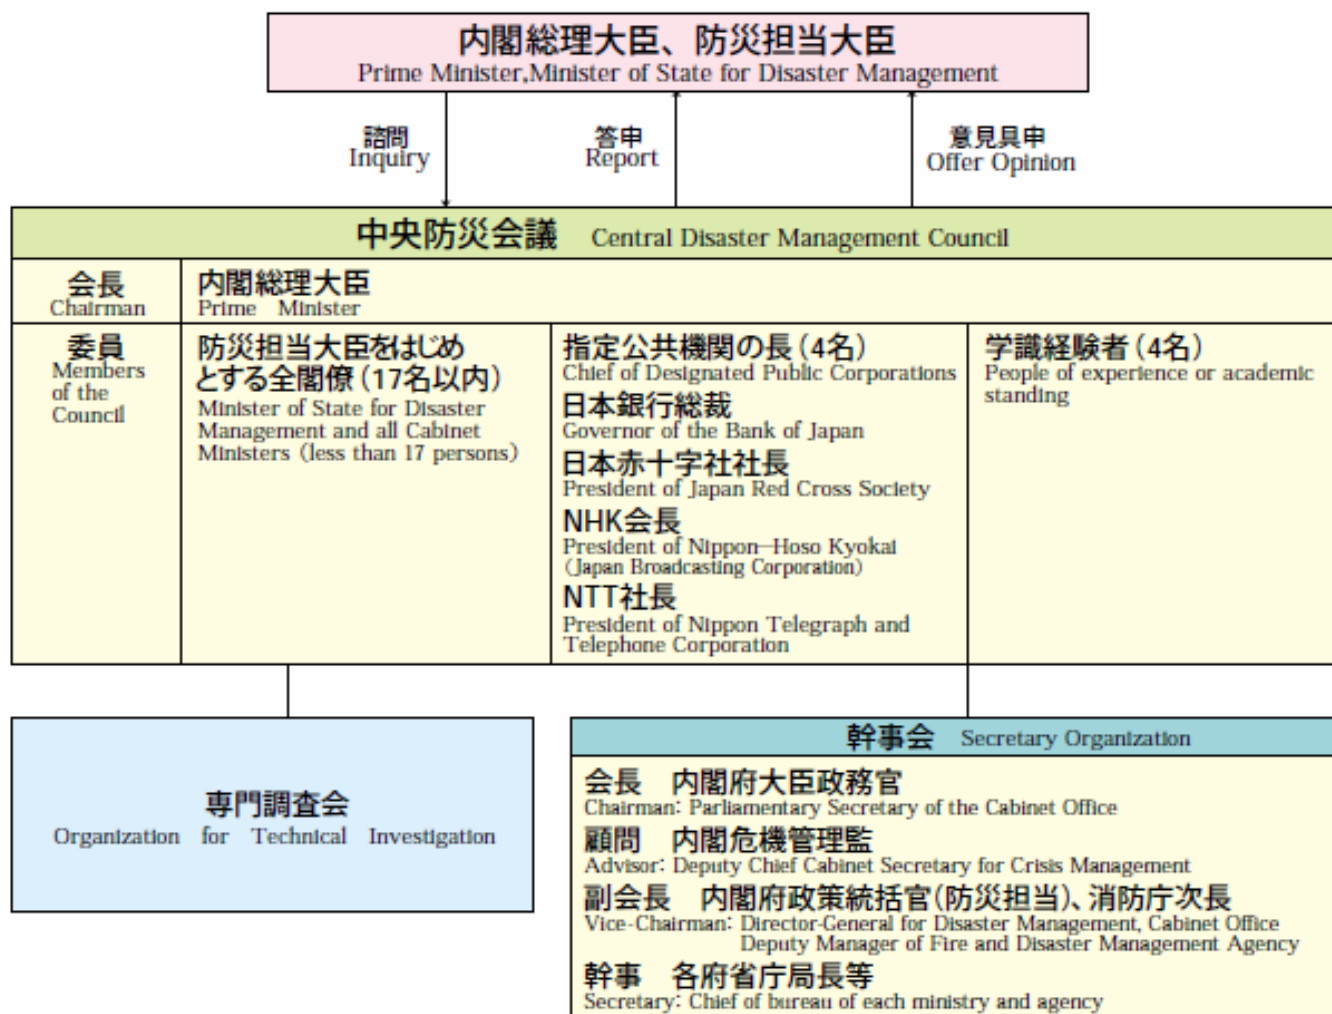 内閣総理大臣、防災担当大臣
Prime Minister,Minister of State for Disaster Management
諮問
Inquiry
答申
Report
意見具申
Offer Opinion
中央防災会議 Central Disaster Management Council
会長
Chairman
内閣総理大臣
Prime Minister
委員
Members
of the
Council
防災担当大臣をはじめ
とする全閣僚(17名以内)
Minister of State for Disaster
Management and all Cabinet
Ministers (less than 17 persons)
指定公共機関の長(4名)
Chief of Designated Public Corporations
日本銀行総裁
Governor of the Bank of Japan
日本赤十字社社長
President of Japan Red Cross Society
NHK会長
President of Nippon-Hoso Kyokai
(Japan Broadcasting Corporation)
NTT社長
President of Nippon Telegraph and
Telephone Corporation
学識経験者(4名)
People of experience or academic
standing
専門調査会
Organization for Technical Investigation
幹事会 Secretary Organization
会長 内閣府大臣政務官
Chairman: Parliamentary Secretary of the Cabinet Office
顧問 内閣危機管理監
Advisor: Deputy Chief Cabinet Secretary for Crisis Management
副会長 内閣府政策統括官(防災担当)、消防庁次長
Vice-Chairman: Director-General for Disaster Management, Cabinet Office
Deputy Manager of Fire and Disaster Management Agency
幹事 各府省庁局長等
Secretary: Chief of bureau of each ministry and agency